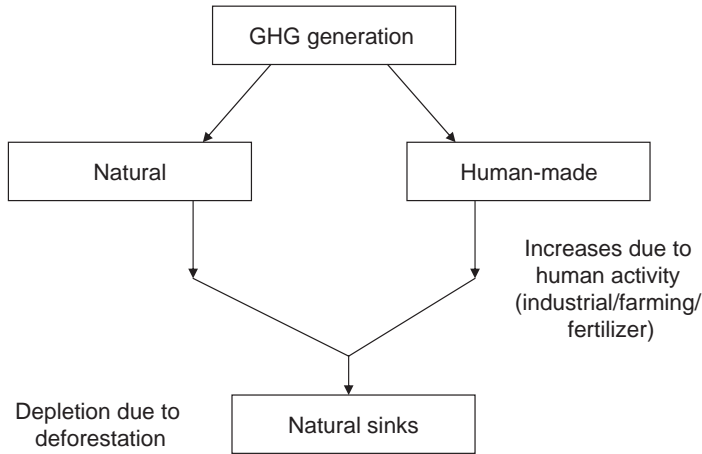 GHG generation
Natural
Human-made
Increases due to
human activity
(industrial/farming/
fertilizer)
Depletion due to
deforestation
Natural sinks